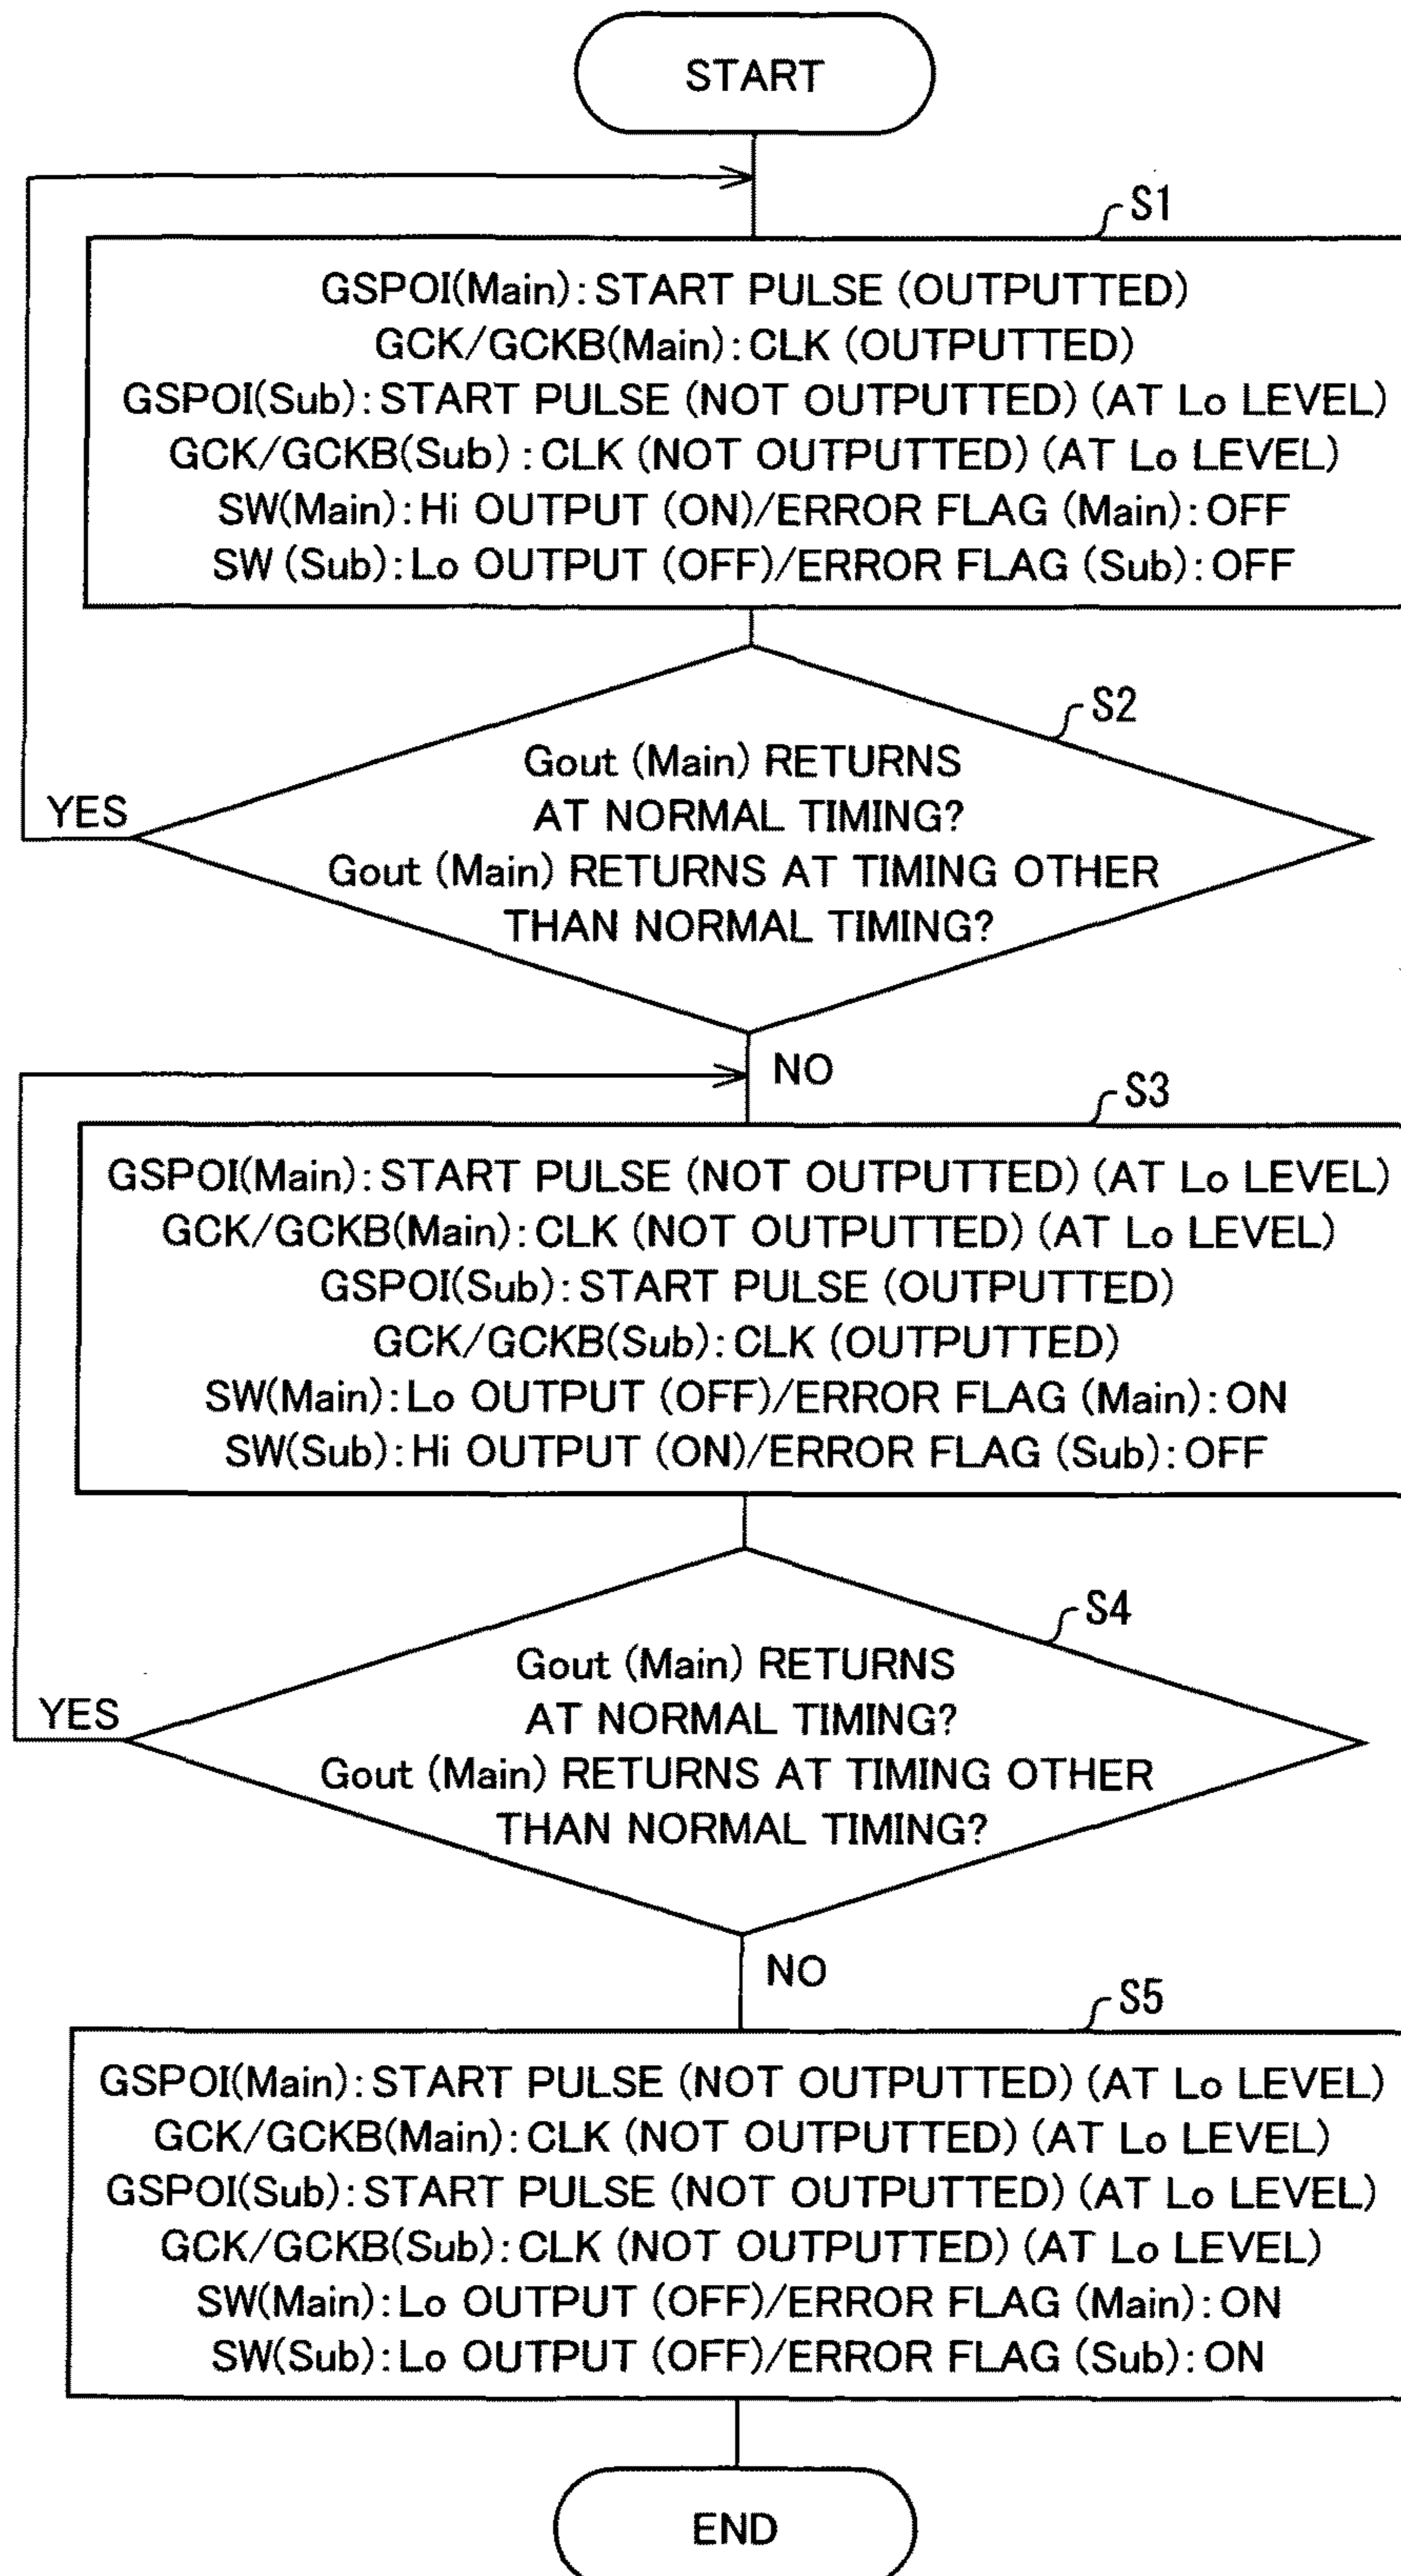 START
S1
GSPOI(Main):START PULSE (OUTPUTTED)
GCK/GCKB(Main):CLK (OUTPUTTED)
GSPOI(Sub):START PULSE (NOT OUTPUTTED) (AT Lo LEVEL)
GCK/GCKB(Sub):CLK (NOT OUTPUTTED) (AT Lo LEVEL)
SW(Main):Hi OUTPUT (ON)/ERROR FLAG (Main):OFF
SW (Sub):Lo OUTPUT (OFF)/ERROR FLAG (Sub):OFF
S2
Gout (Main) RETURNS
AT NORMAL TIMING?
Gout (Main) RETURNS AT TIMING OTHER
THAN NORMAL TIMING?
YES
NO
S3
GSPOI(Main):START PULSE (NOT OUTPUTTED) (AT Lo LEVEL)
GCK/GCKB(Main):CLK (NOT OUTPUTTED) (AT Lo LEVEL)
GSPOI(Sub):START PULSE (OUTPUTTED)
GCK/GCKB(Sub):CLK (OUTPUTTED)
SW(Main):Lo OUTPUT (OFF)/ERROR FLAG (Main):ON
SW(Sub):Hi OUTPUT (ON)/ERROR FLAG (Sub):OFF
S4
Gout (Main) RETURNS
AT NORMAL TIMING?
Gout (Main) RETURNS AT TIMING OTHER
THAN NORMAL TIMING?
YES
NO
S5
GSPOI(Main):START PULSE (NOT OUTPUTTED) (AT Lo LEVEL)
GCK/GCKB(Main):CLK (NOT OUTPUTTED) (AT Lo LEVEL)
GSPOI(Sub):START PULSE (NOT OUTPUTTED) (AT Lo LEVEL)
GCK/GCKB(Sub):CLK (NOT OUTPUTTED) (AT Lo LEVEL)
SW(Main):Lo OUTPUT (OFF)/ERROR FLAG (Main):ON
SW(Sub):Lo OUTPUT (OFF)/ERROR FLAG (Sub):ON
END